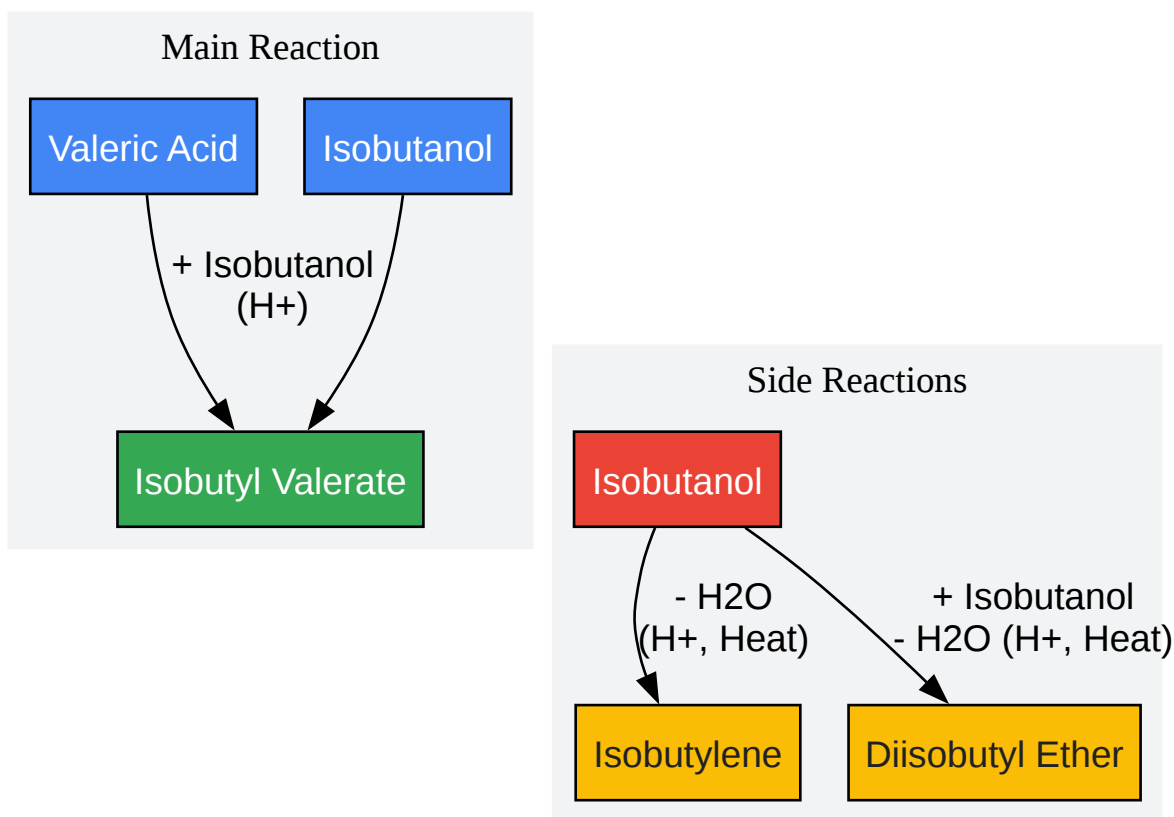 Main Reaction
Valeric Acid
Isobutanol
+ Isobutanol
(H+)
Isobutyl Valerate
Side Reactions
Isobutanol
- H2O
(H+, Heat)
+ Isobutanol
- H2O (H+, Heat)
Isobutylene
Diisobutyl Ether